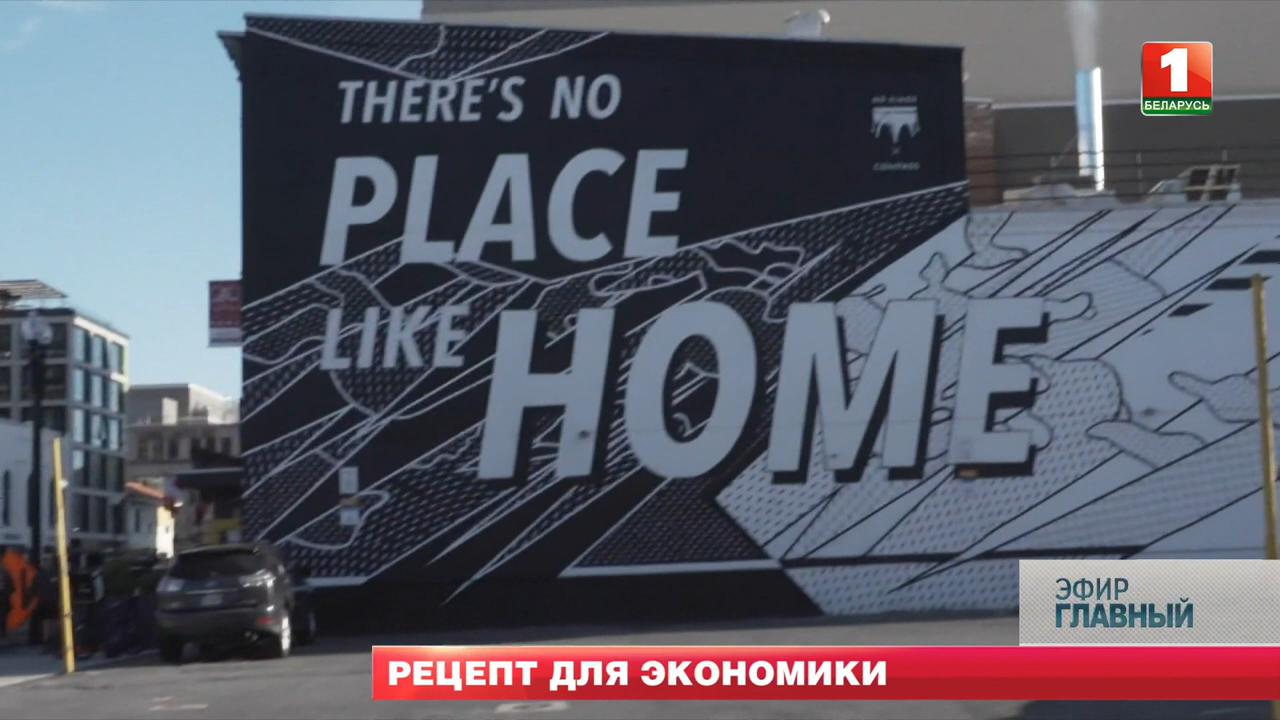 THERE'S NO
PLACE
LIKE HOME
1
БЕЛАРУСЬ
ЭФИР
ГЛАВНЫЙ
РЕЦЕПТ ДЛЯ ЭКОНОМИКИ